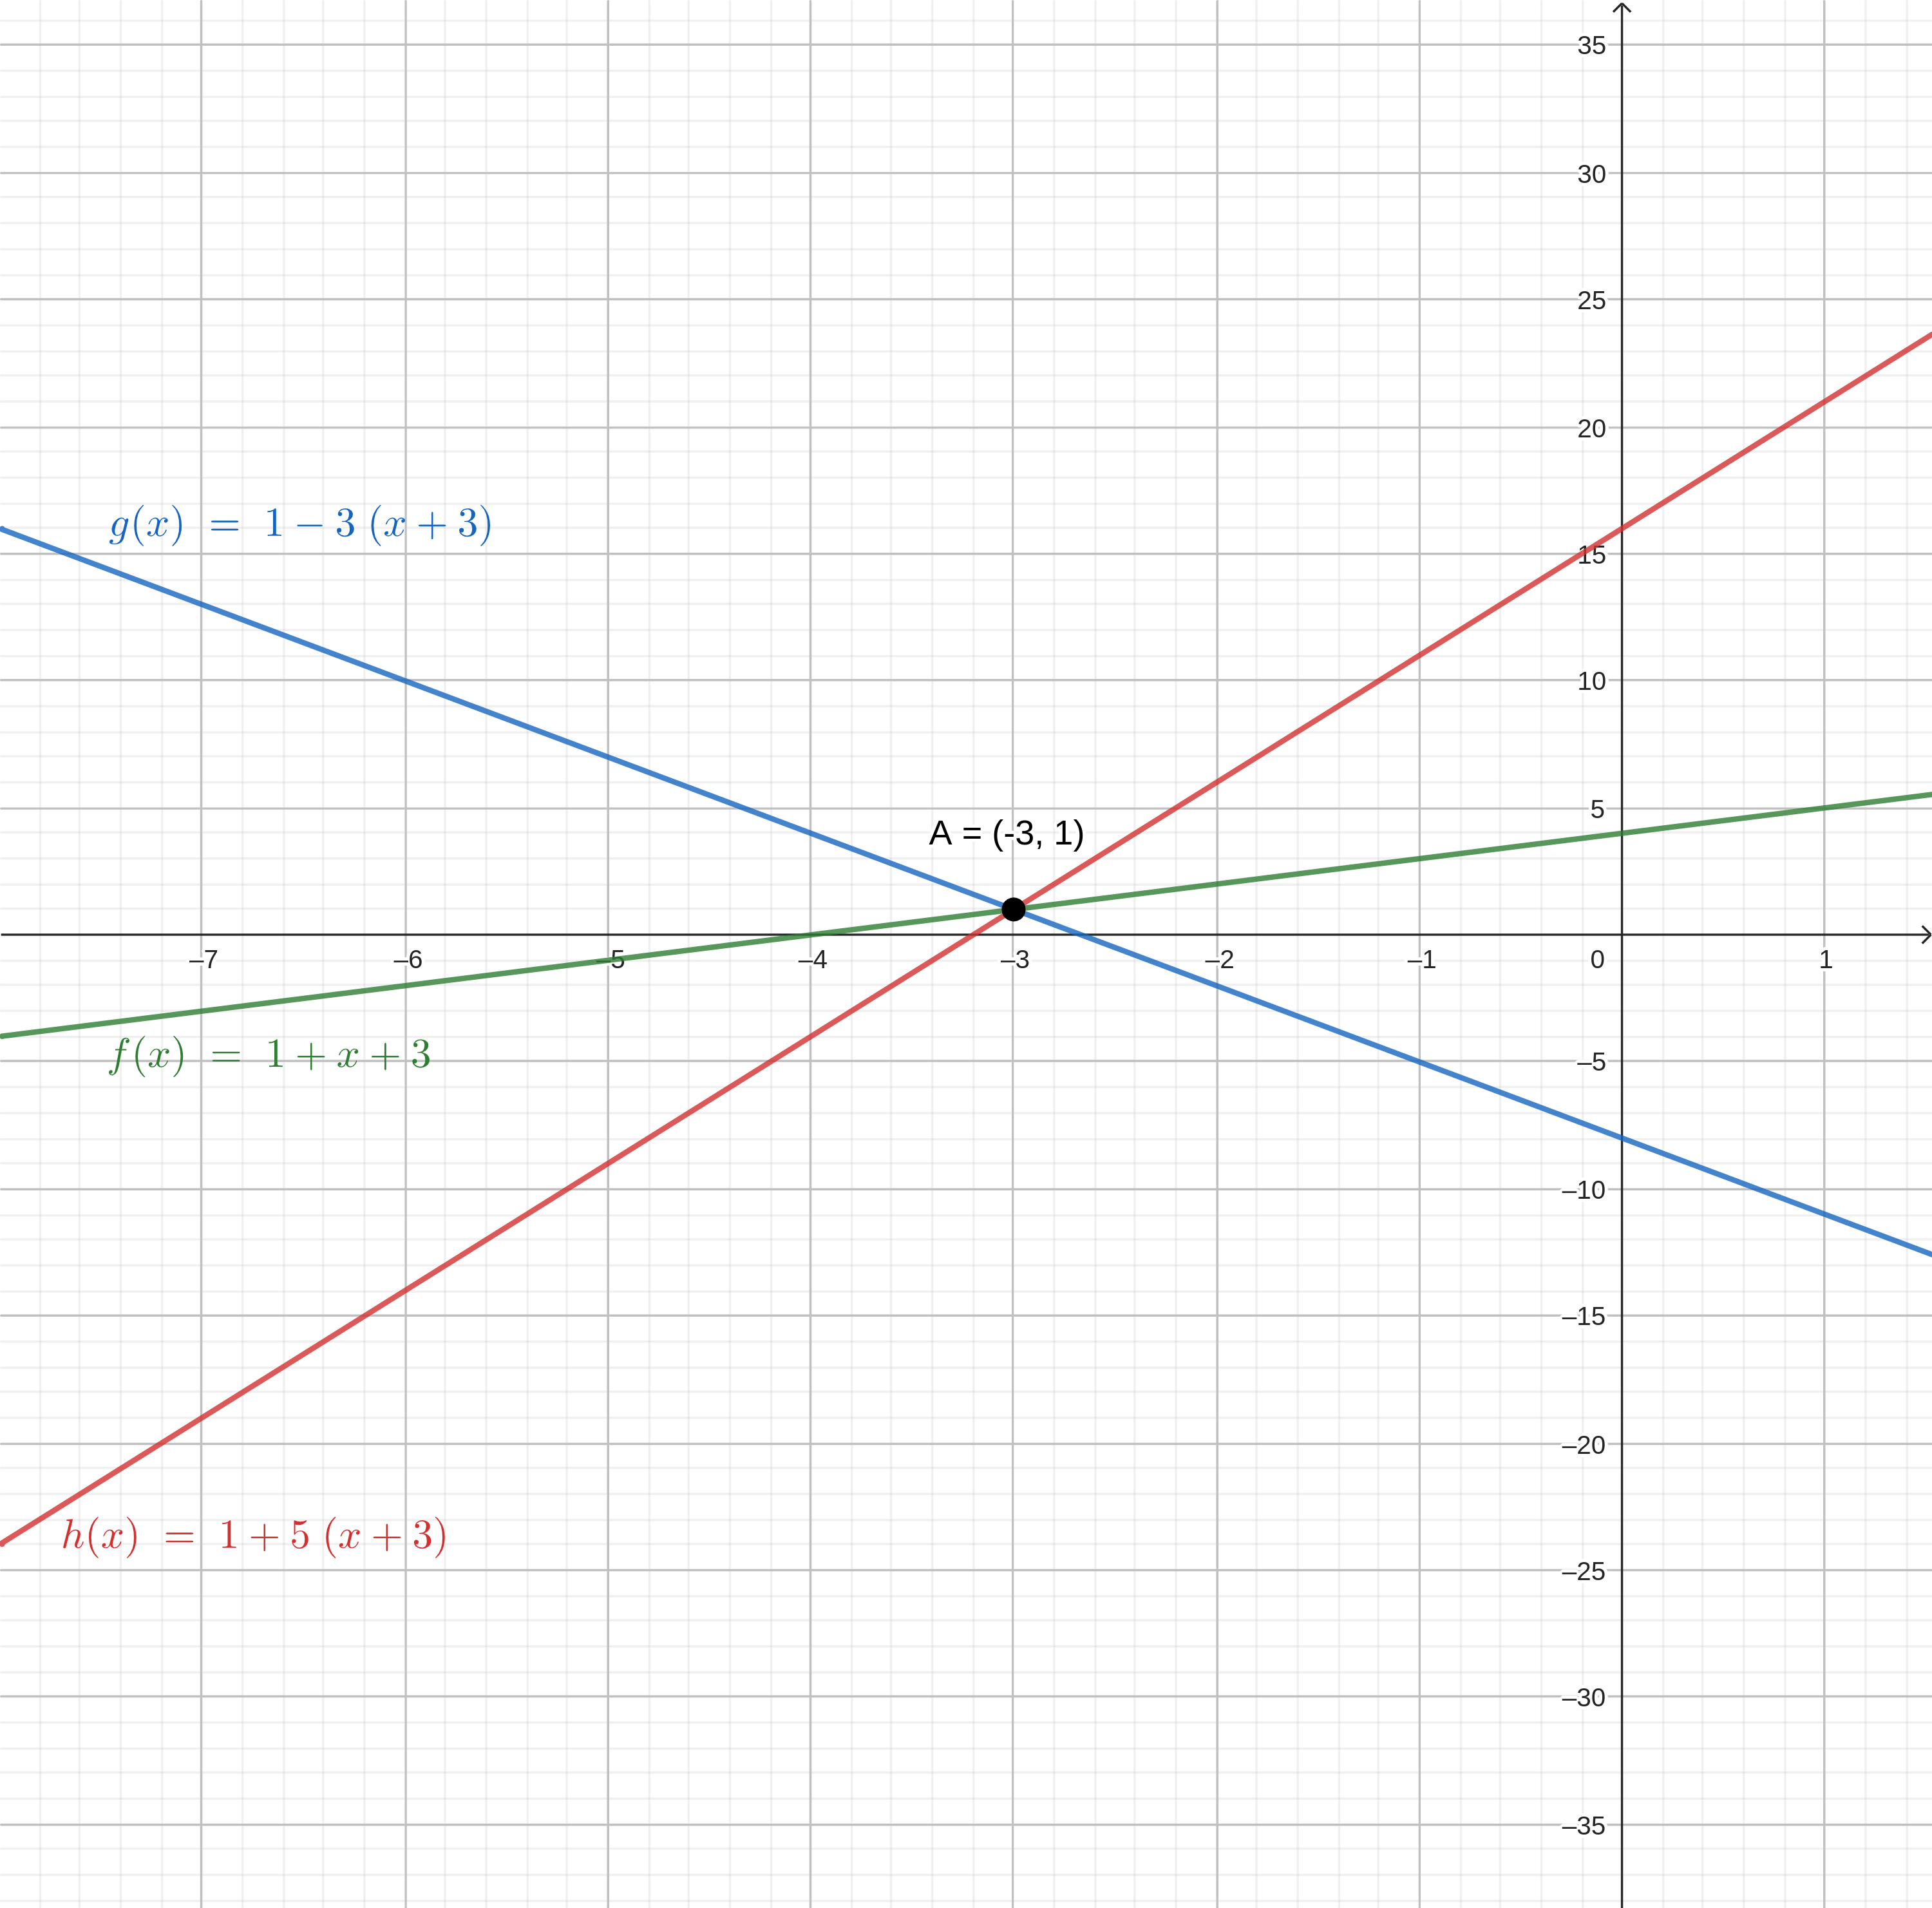 35
30
25
20
g(x) = 1 − 3 (x + 3)
15
10
A = (-3, 1)
5
–7 –6 –5 –4 –3 –2 –1 0 1
f(x) = 1 + x + 3
–5
–10
–15
–20
h(x) = 1 + 5 (x + 3)
–25
–30
–35